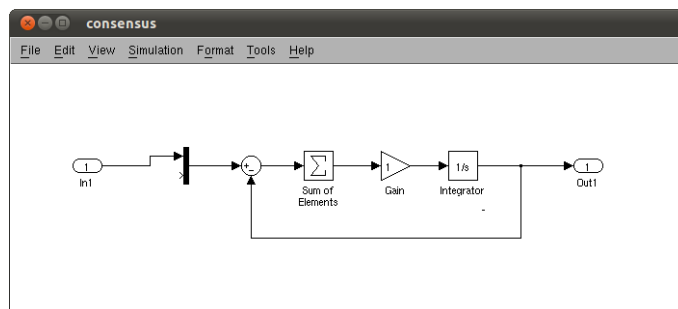 consensus
File Edit View Simulation Format Tools Help
1
In1
+-
Σ
Sum of
Elements
1
Gain
1/s
Integrator
1
Out1